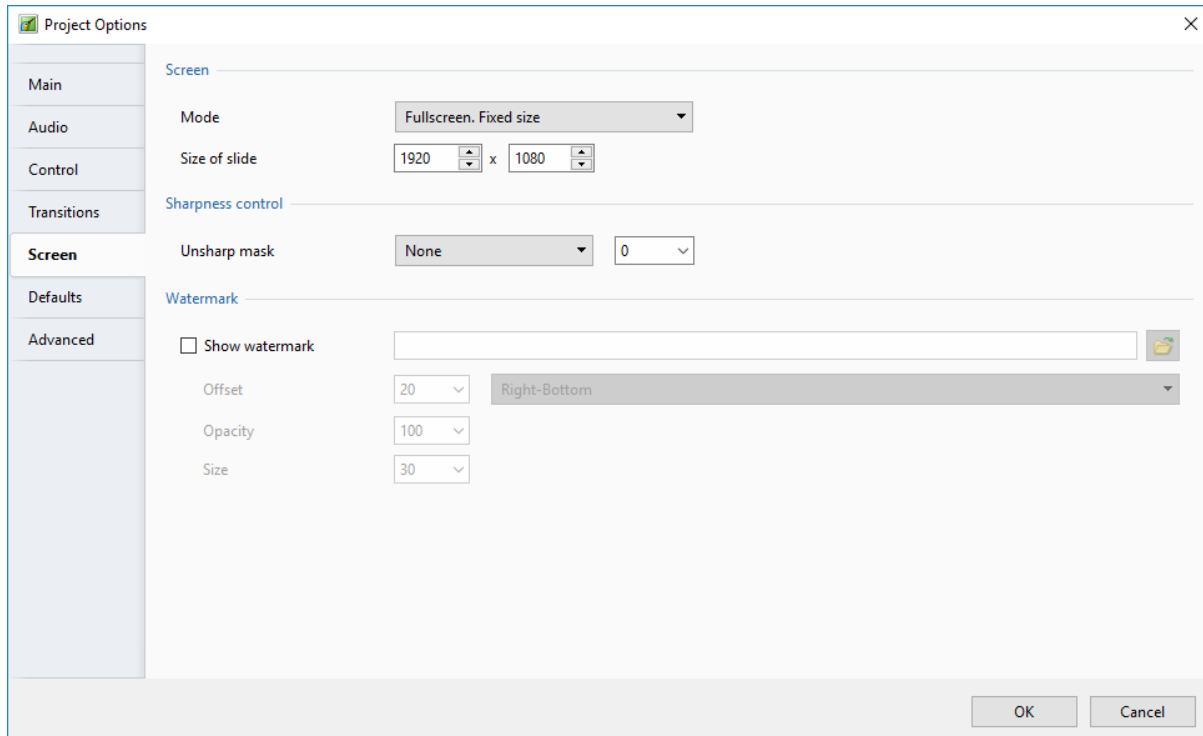 Project Options
Main
Audio
Control
Transitions
Screen
Defaults
Advanced
Screen
Mode Fullscreen. Fixed size
Size of slide 1920 x 1080
Sharpness control
Unsharp mask None 0
Watermark
Show watermark
Offset 20 Right-Bottom
Opacity 100
Size 30
OK Cancel